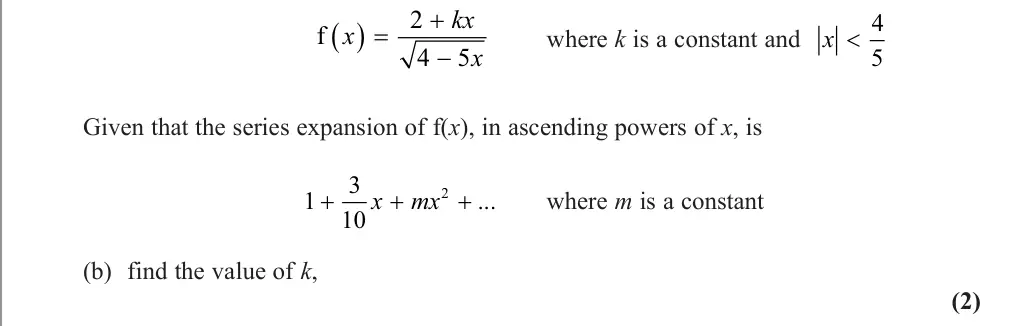 f(x) = (2 + kx)/√(4 − 5x) where k is a constant and |x| < 4/5
Given that the series expansion of f(x), in ascending powers of x, is
1 + 3/10 x + mx² + ... where m is a constant
(b) find the value of k,
(2)